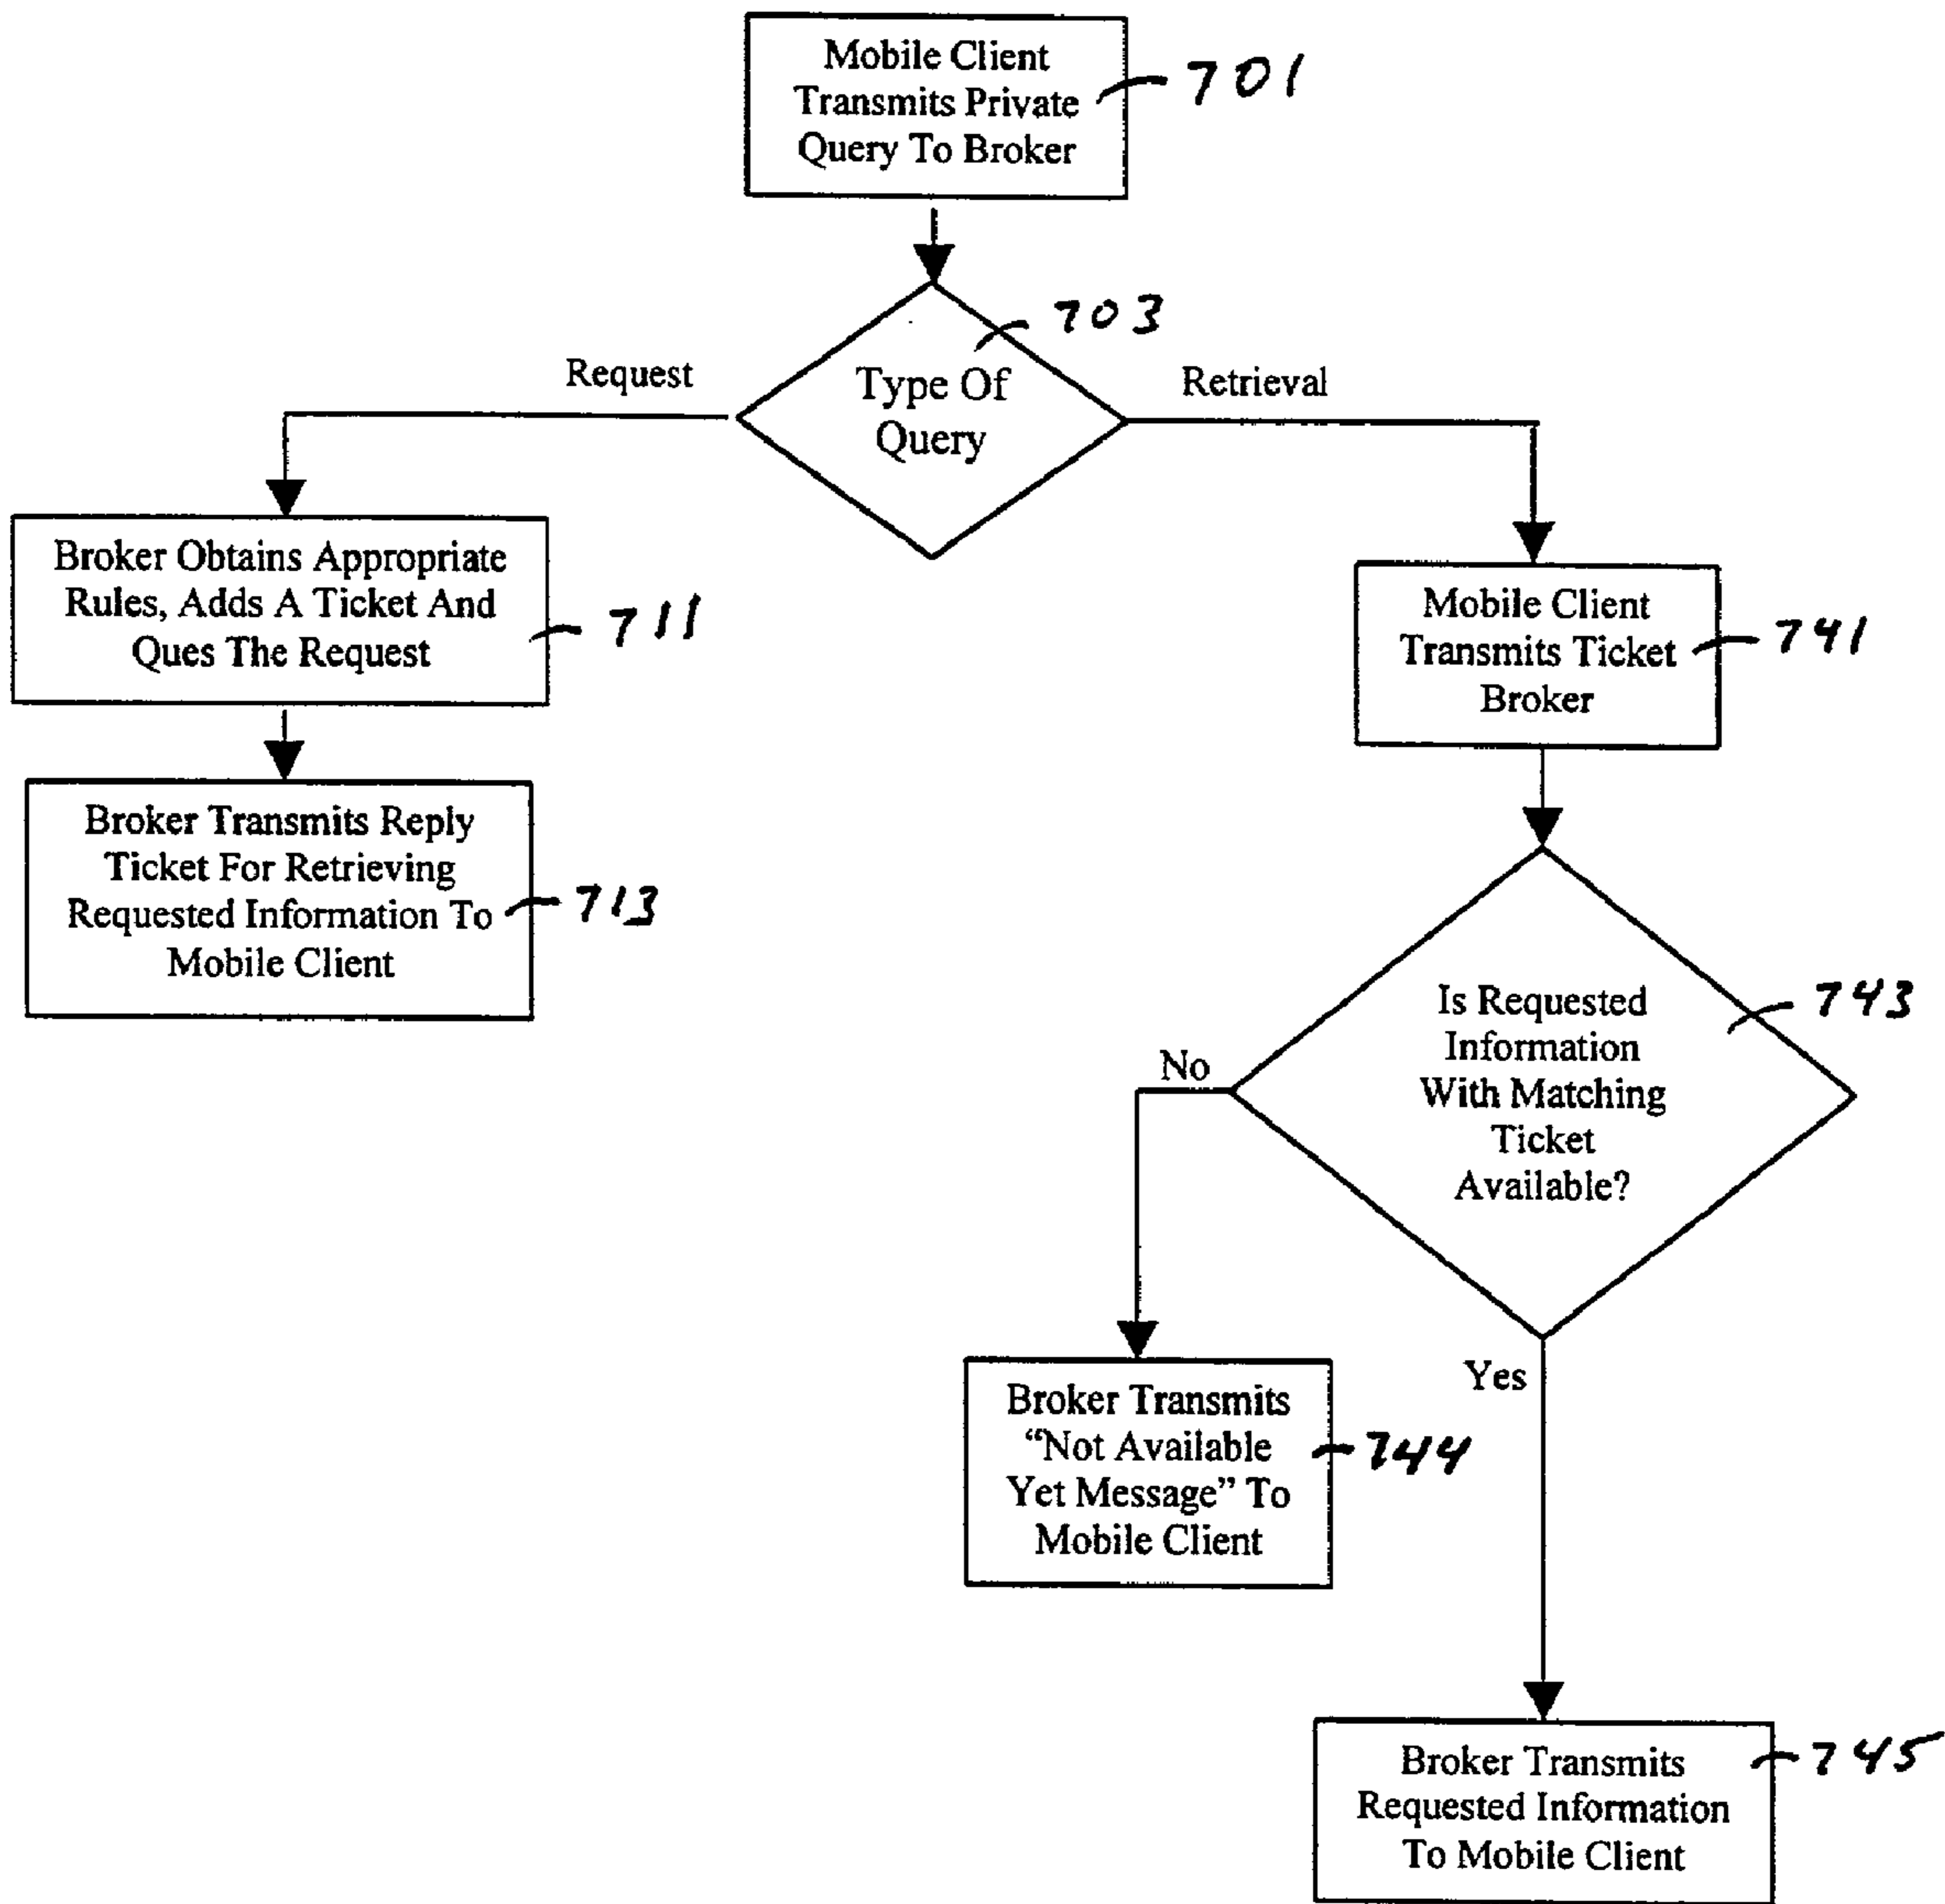 Mobile Client
Transmits Private
Query To Broker
701
703
Type Of
Query
Request
Retrieval
Broker Obtains Appropriate
Rules, Adds A Ticket And
Ques The Request
711
Broker Transmits Reply
Ticket For Retrieving
Requested Information To
Mobile Client
713
Mobile Client
Transmits Ticket
Broker
741
Is Requested
Information
With Matching
Ticket
Available?
743
No
Yes
Broker Transmits
“Not Available
Yet Message” To
Mobile Client
744
Broker Transmits
Requested Information
To Mobile Client
745